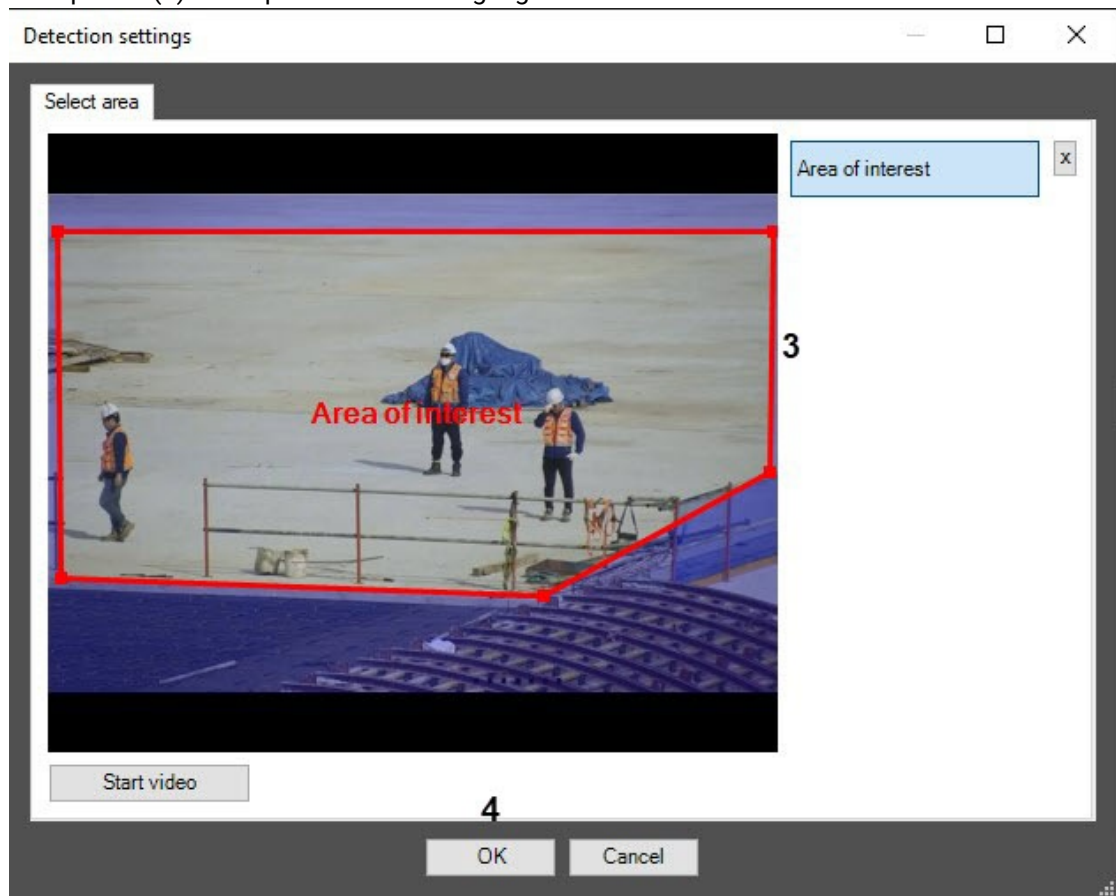 Detection settings
Select area
Area of interest
x
3
Area of interest
Start video
4
OK
Cancel